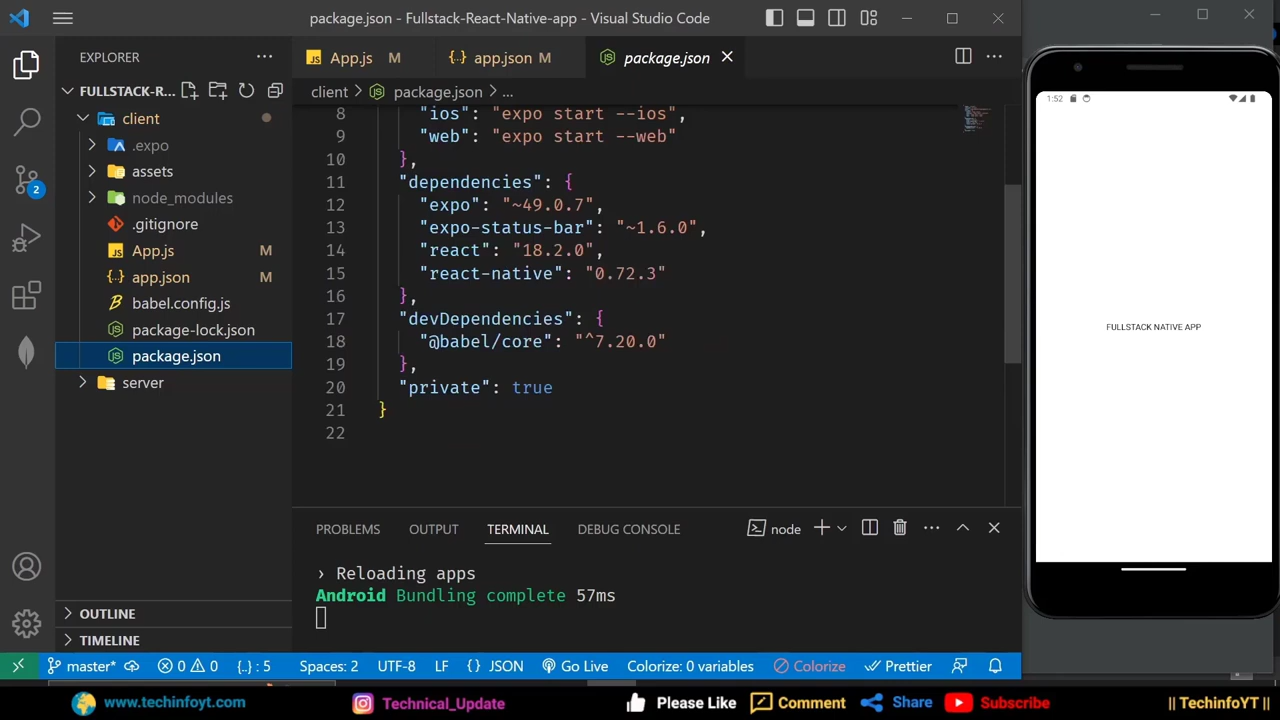 package.json - Fullstack-React-Native-app - Visual Studio Code
EXPLORER
FULLSTACK-R...
client
.expo
assets
node_modules
.gitignore
App.js M
app.json M
babel.config.js
package-lock.json
package.json
server
OUTLINE
TIMELINE
2
App.js M
app.json M
package.json
client > package.json > ...
8 "ios": "expo start --ios",
9 "web": "expo start --web"
10 },
11 "dependencies": {
12 "expo": "~49.0.7",
13 "expo-status-bar": "~1.6.0",
14 "react": "18.2.0",
15 "react-native": "0.72.3"
16 },
17 "devDependencies": {
18 "@babel/core": "^7.20.0"
19 },
20 "private": true
21 }
22
PROBLEMS OUTPUT TERMINAL DEBUG CONSOLE node
› Reloading apps
Android Bundling complete 57ms
master* 0 0 {..} : 5 Spaces: 2 UTF-8 LF { } JSON Go Live Colorize: 0 variables Colorize Prettier
1:52
FULLSTACK NATIVE APP
www.techinfoyt.com Technical_Update Please Like Comment Share Subscribe || TechinfoYT ||